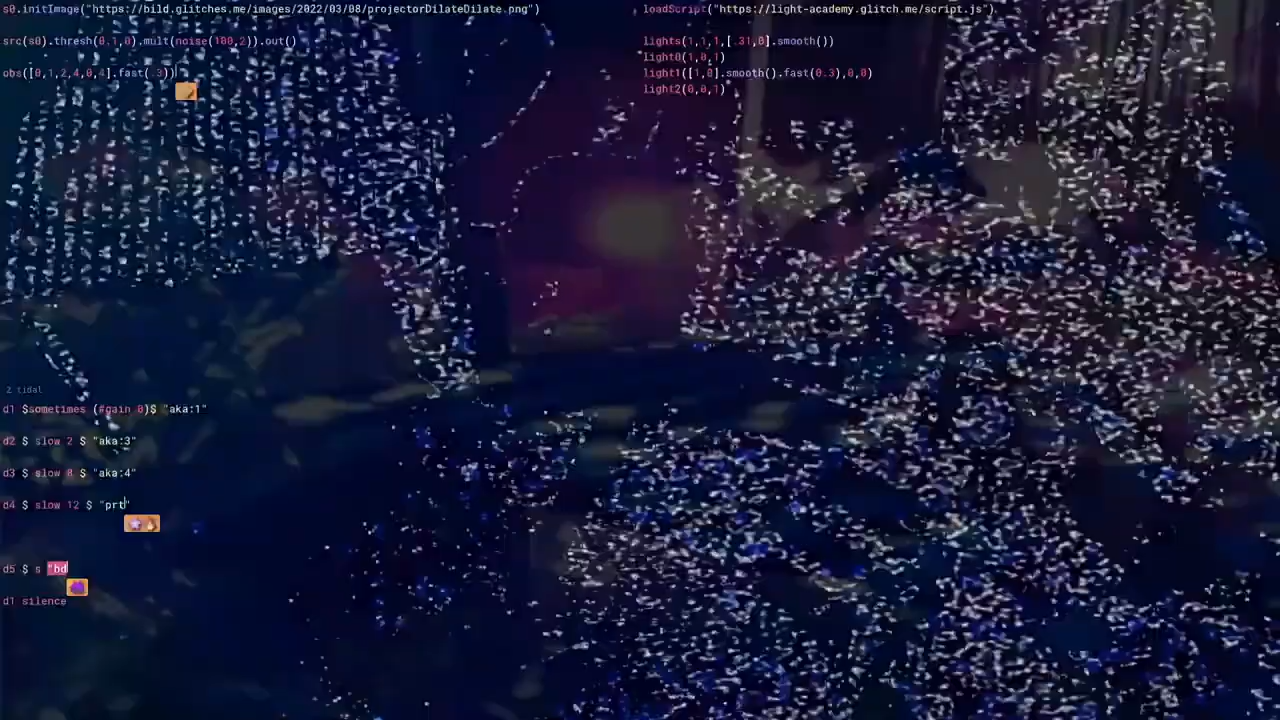 s0.initImage("https://bild.glitches.me/images/2022/03/08/projectorDilateDilate.png")
src(s0).thresh(0.1,0).mult(noise(100,2)).out()
obs([0,1,2,4,0,4].fast(.3))
loadScript("https://light-academy.glitch.me/script.js")
lights(1,1,1,[.31,0].smooth())
light0(1,0,1)
light1([1,0].smooth().fast(0.3),0,0)
light2(0,0,1)
2 tidal
d1 $sometimes (#gain 0)$ "aka:1"
d2 $ slow 2 $ "aka:3"
d3 $ slow 8 $ "aka:4"
d4 $ slow 12 $ "prt"
d5 $ s "bd
d1 silence